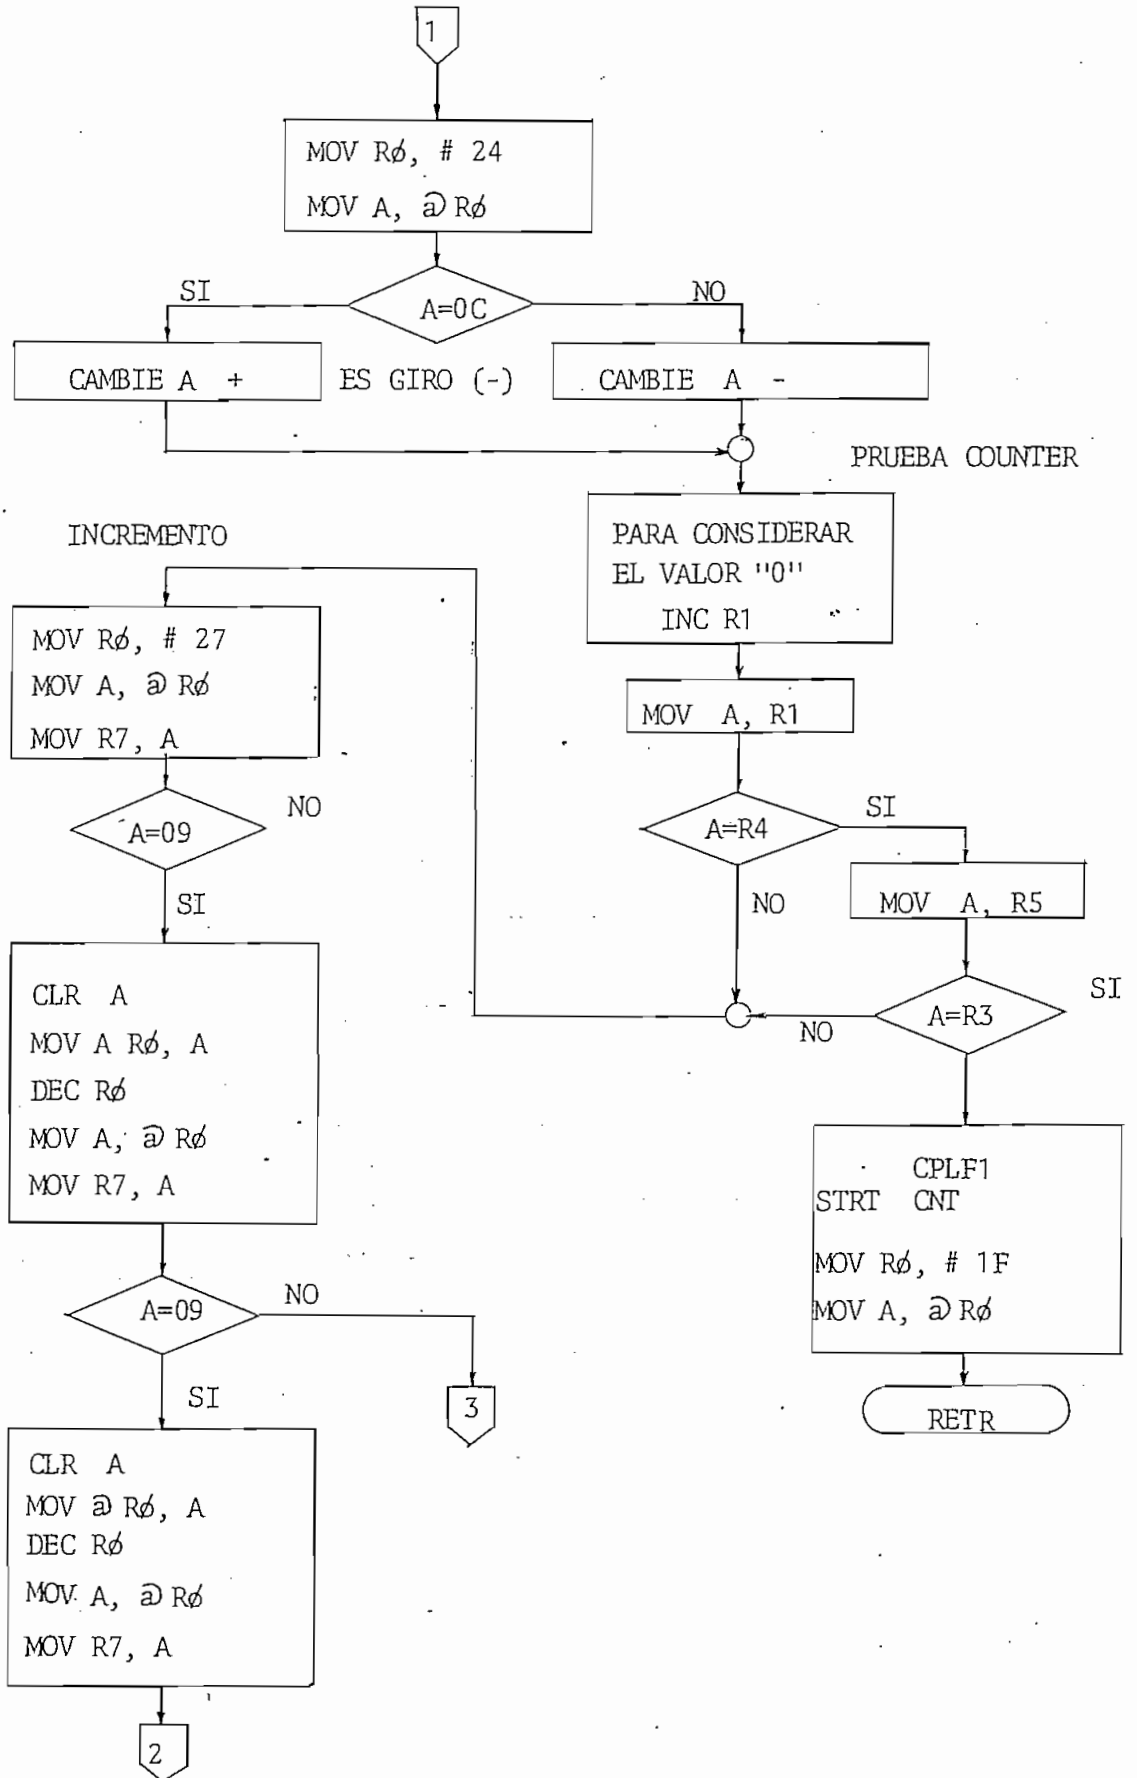 1
MOV RØ, # 24
MOV A, @ RØ
SI
A=0C
NO
CAMBIE A +
ES GIRO (-)
CAMBIE A -
PRUEBA COUNTER
PARA CONSIDERAR
EL VALOR "0"
INC R1
INCREMENTO
MOV RØ, # 27
MOV A, @ RØ
MOV R7, A
MOV A, R1
A=09
NO
A=R4
SI
SI
NO
MOV A, R5
CLR A
MOV A RØ, A
DEC RØ
MOV A, @ RØ
MOV R7, A
A=R3
SI
NO
CPLF1
STRT CNT
MOV RØ, # 1F
MOV A, @ RØ
A=09
NO
SI
3
RETR
CLR A
MOV @ RØ, A
DEC RØ
MOV A, @ RØ
MOV R7, A
2